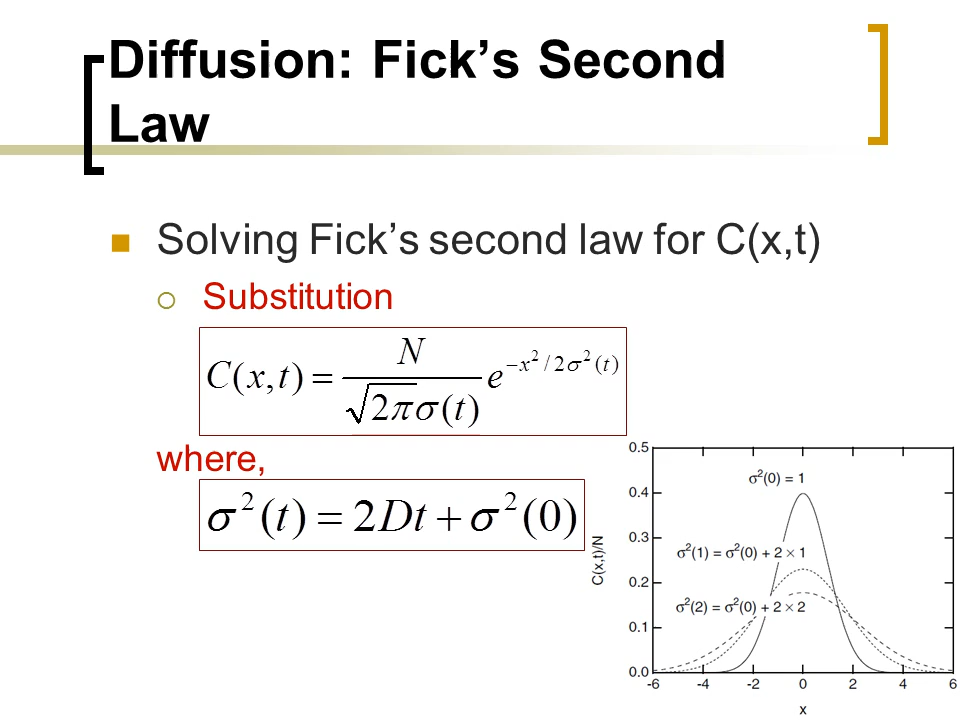 Diffusion: Fick’s Second
Law
Solving Fick’s second law for C(x,t)
Substitution
C(x,t) = N / √2π σ(t) e^(−x²/2σ²(t))
where,
σ²(t) = 2Dt + σ²(0)
0.5
0.4
0.3
0.2
0.1
0.0
C(x,t)/N
σ²(0) = 1
σ²(1) = σ²(0) + 2 × 1
σ²(2) = σ²(0) + 2 × 2
-6 -4 -2 0 2 4 6
x